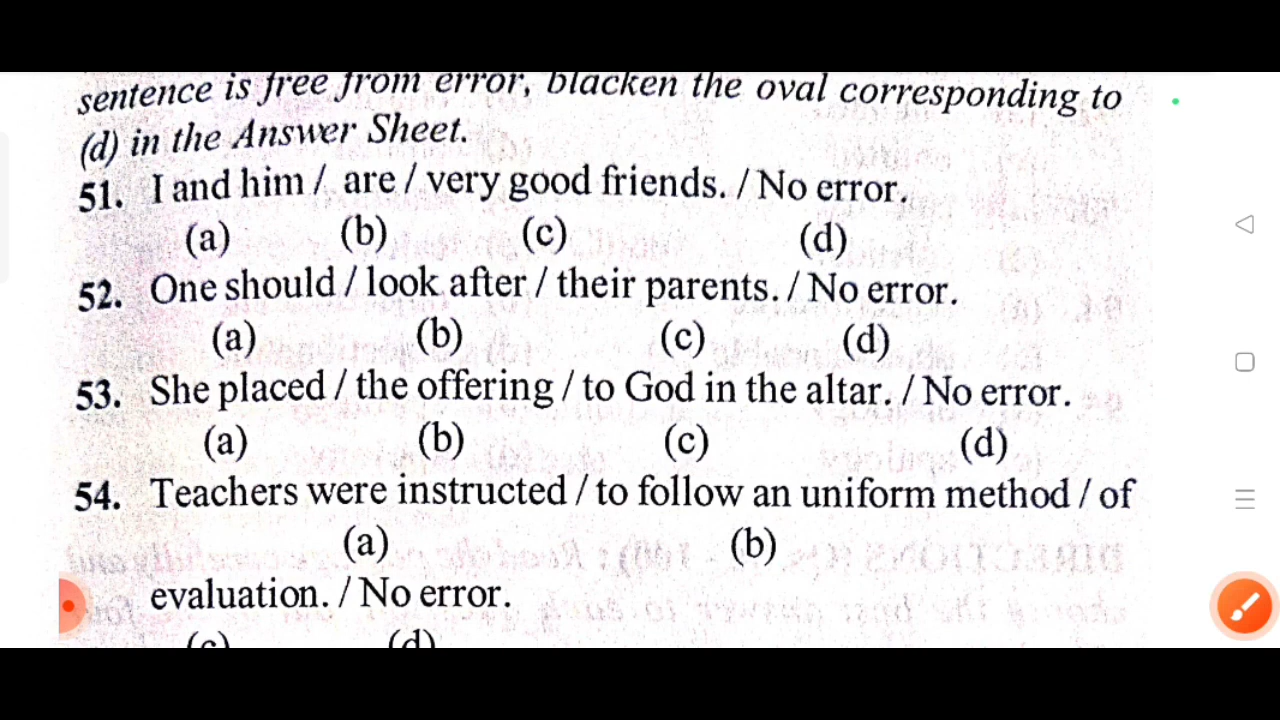 sentence is free from error, blacken the oval corresponding to
(d) in the Answer Sheet.
51. I and him / are / very good friends. / No error.
(a) (b) (c) (d)
52. One should / look after / their parents. / No error.
(a) (b) (c) (d)
53. She placed / the offering / to God in the altar. / No error.
(a) (b) (c) (d)
54. Teachers were instructed / to follow an uniform method / of
(a) (b)
evaluation. / No error.
(c) (d)